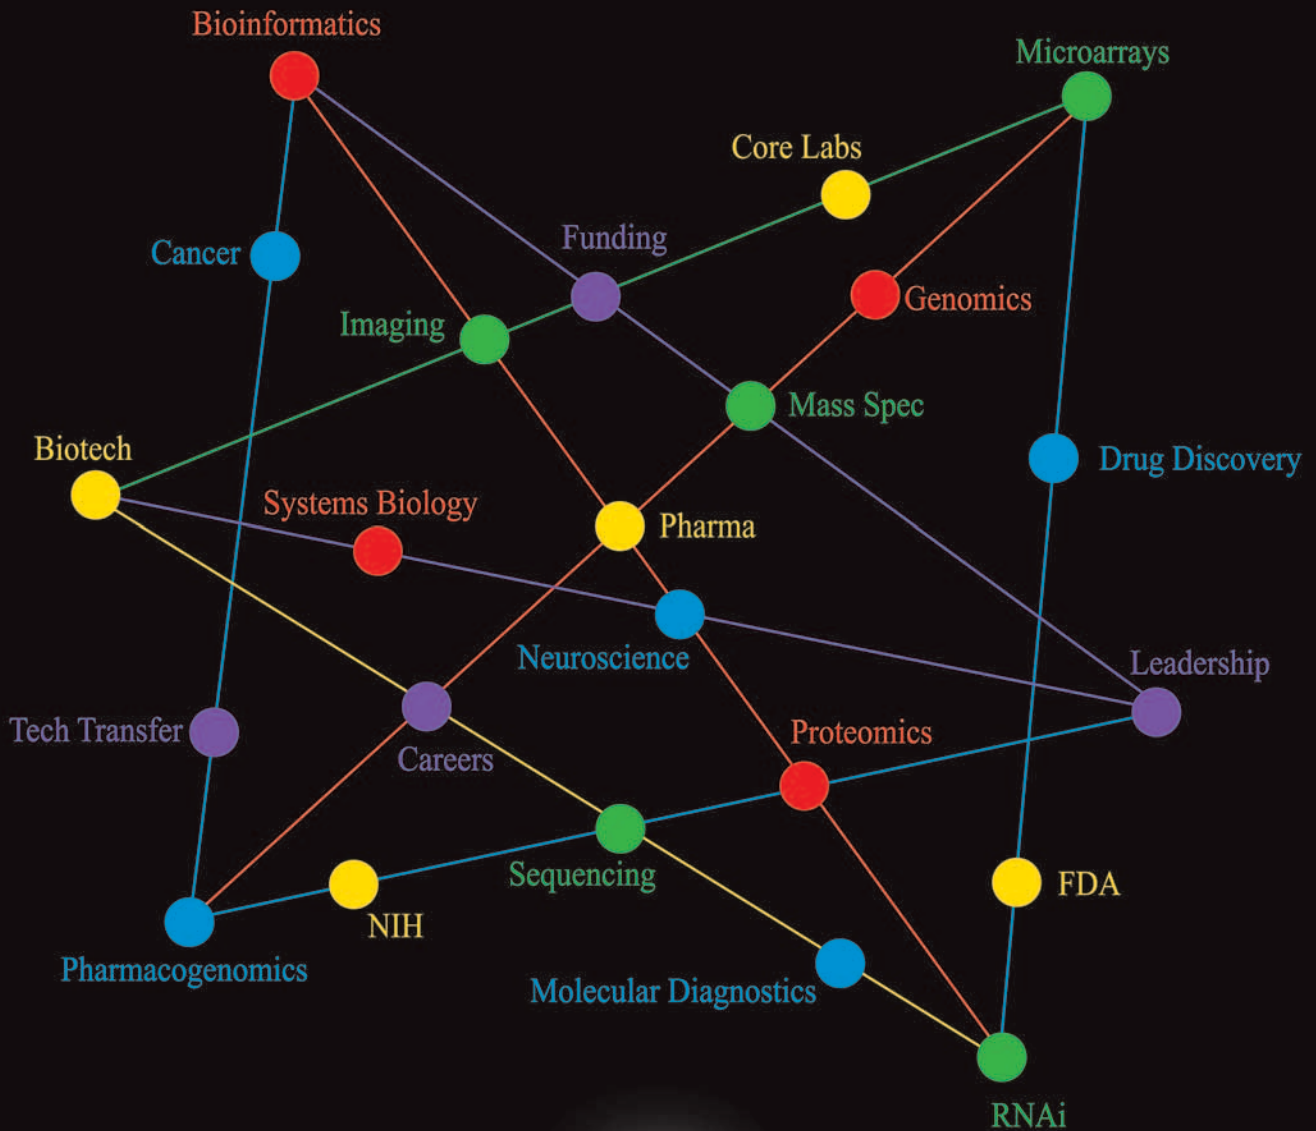 Bioinformatics
Microarrays
Core Labs
Funding
Cancer
Genomics
Imaging
Mass Spec
Biotech
Drug Discovery
Systems Biology
Pharma
Neuroscience
Leadership
Tech Transfer
Proteomics
Careers
Sequencing
FDA
NIH
Pharmacogenomics
Molecular Diagnostics
RNAi